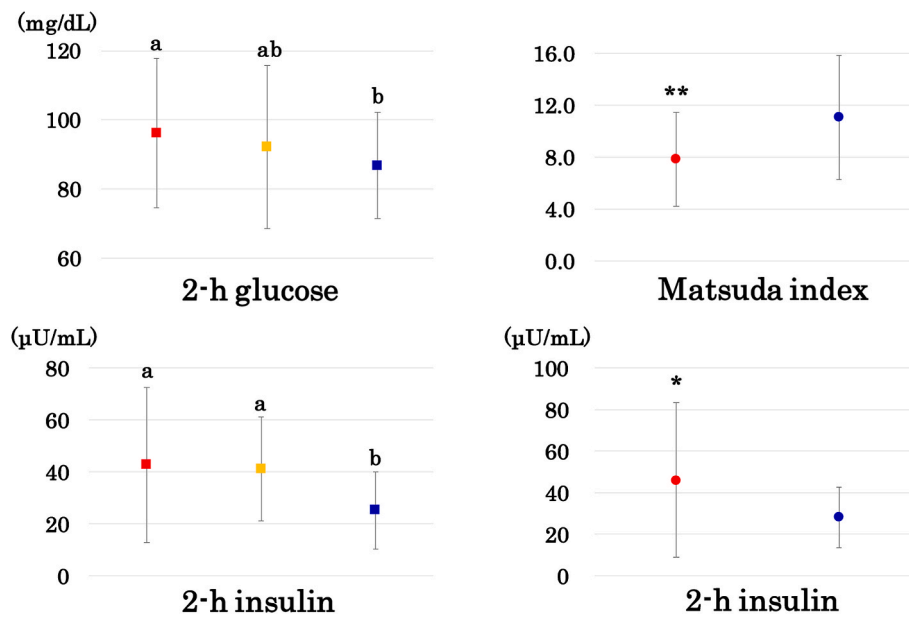 (mg/dL)
120
100
80
60
a
ab
b
2-h glucose
16.0
12.0
8.0
4.0
0.0
**
Matsuda index
(µU/mL)
80
60
40
20
0
a
a
b
2-h insulin
(µU/mL)
100
80
60
40
20
0
*
2-h insulin